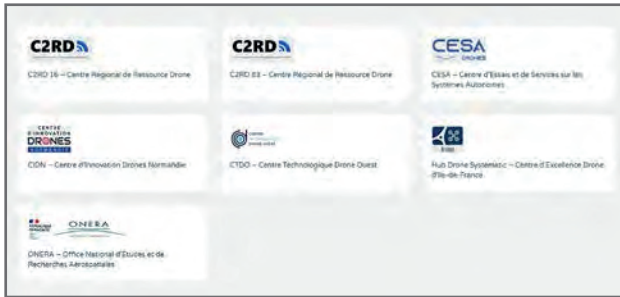 C2RD
C2RD 16 – Centre Régional de Ressource Drone
C2RD
C2RD 83 – Centre Régional de Ressource Drone
CESA
DRONES
CESA – Centre d'Essais et de Services sur les
Systèmes Autonomes
CENTRE
D'INNOVATION
DRONES
NORMANDIE
CIDN – Centre d'Innovation Drones Normandie
CTDO – Centre Technologique Drone Ouest
Hub Drone Systematic – Centre d'Excellence Drone
d'Ile-de-France
ONERA
ONERA – Office National d'Études et de
Recherches Aérospatiales